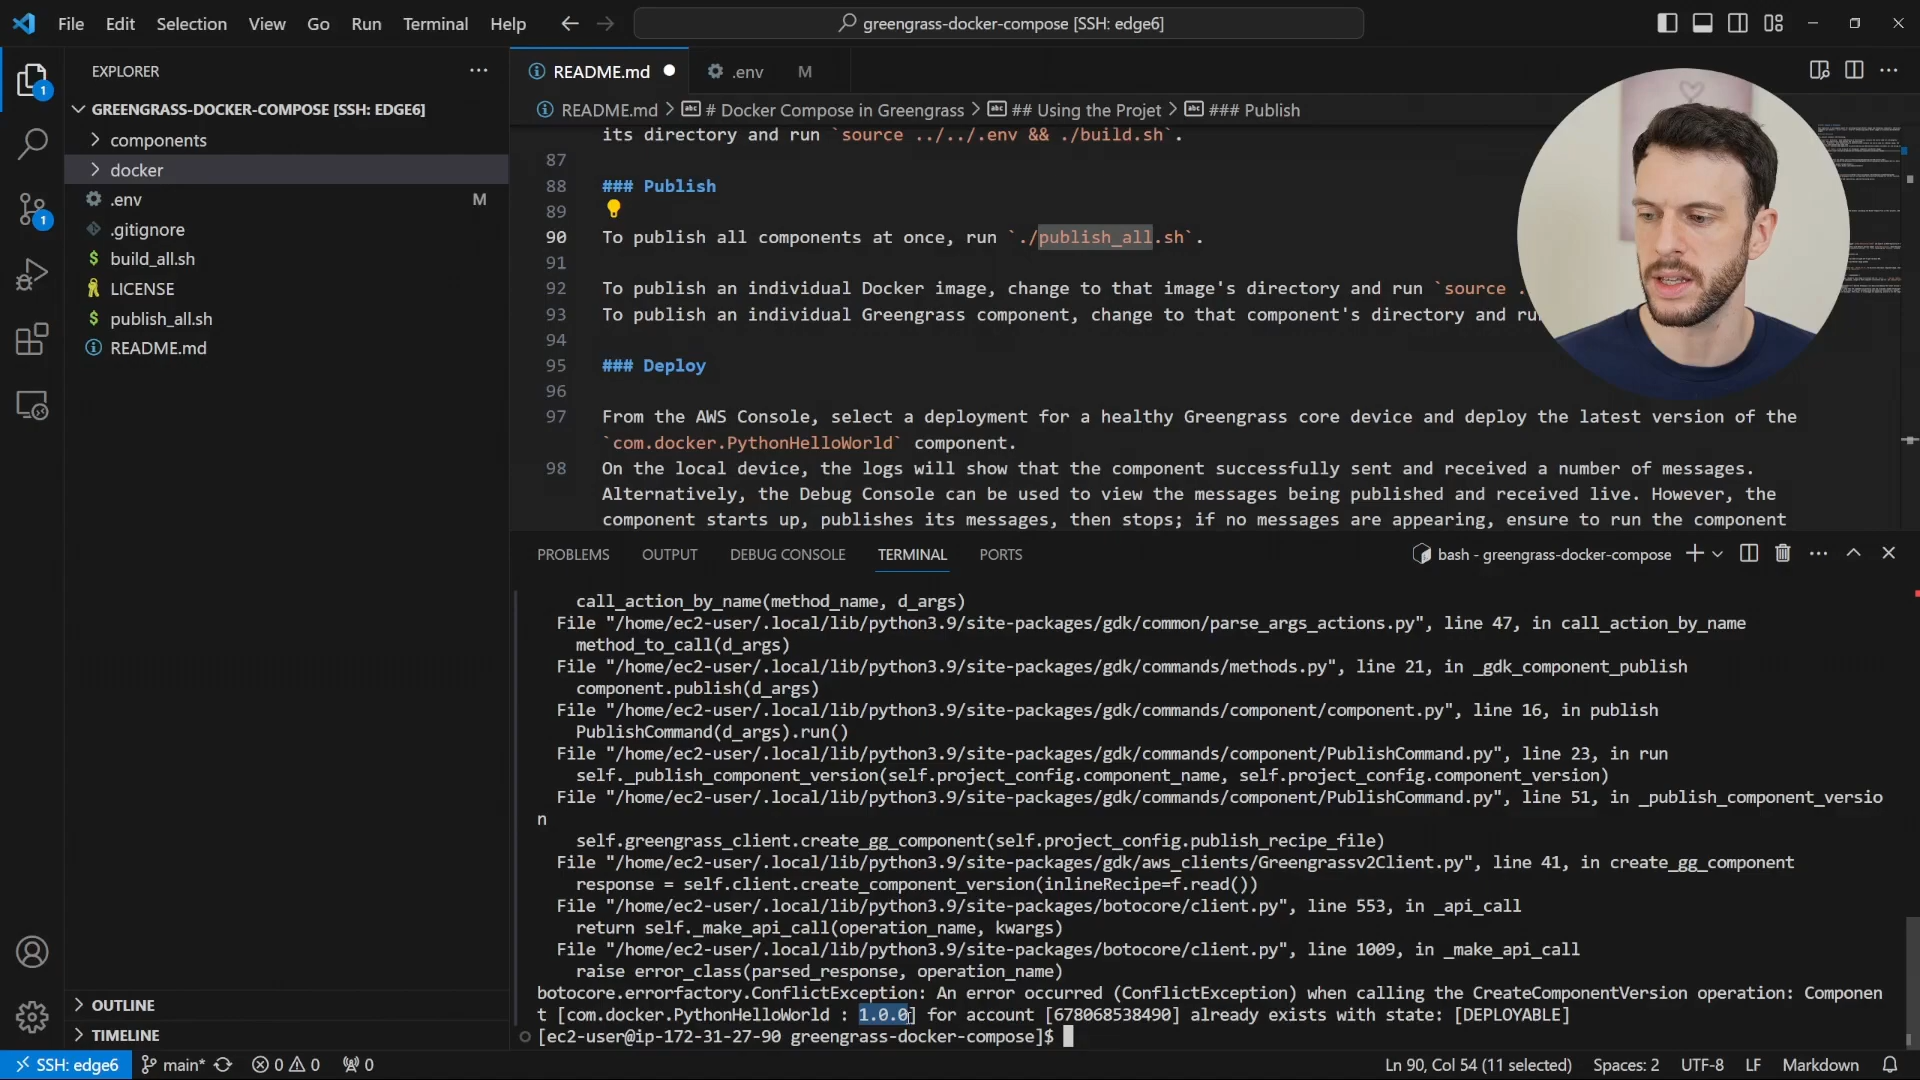 File Edit Selection View Go Run Terminal Help
greengrass-docker-compose [SSH: edge6]
EXPLORER
GREENGRASS-DOCKER-COMPOSE [SSH: EDGE6]
components
docker
.env M
.gitignore
build_all.sh
LICENSE
publish_all.sh
README.md
OUTLINE
TIMELINE
1
1
README.md
.env M
README.md > # Docker Compose in Greengrass > ## Using the Projet > ### Publish
its directory and run `source ../../.env && ./build.sh`.
87
88 ### Publish
89
90 To publish all components at once, run `./publish_all.sh`.
91
92 To publish an individual Docker image, change to that image's directory and run `source .
93 To publish an individual Greengrass component, change to that component's directory and ru
94
95 ### Deploy
96
97 From the AWS Console, select a deployment for a healthy Greengrass core device and deploy the latest version of the
`com.docker.PythonHelloWorld` component.
98 On the local device, the logs will show that the component successfully sent and received a number of messages.
Alternatively, the Debug Console can be used to view the messages being published and received live. However, the
component starts up, publishes its messages, then stops; if no messages are appearing, ensure to run the component
PROBLEMS OUTPUT DEBUG CONSOLE TERMINAL PORTS
bash - greengrass-docker-compose
call_action_by_name(method_name, d_args)
File "/home/ec2-user/.local/lib/python3.9/site-packages/gdk/common/parse_args_actions.py", line 47, in call_action_by_name
method_to_call(d_args)
File "/home/ec2-user/.local/lib/python3.9/site-packages/gdk/commands/methods.py", line 21, in _gdk_component_publish
component.publish(d_args)
File "/home/ec2-user/.local/lib/python3.9/site-packages/gdk/commands/component/component.py", line 16, in publish
PublishCommand(d_args).run()
File "/home/ec2-user/.local/lib/python3.9/site-packages/gdk/commands/component/PublishCommand.py", line 23, in run
self._publish_component_version(self.project_config.component_name, self.project_config.component_version)
File "/home/ec2-user/.local/lib/python3.9/site-packages/gdk/commands/component/PublishCommand.py", line 51, in _publish_component_versio
n
self.greengrass_client.create_gg_component(self.project_config.publish_recipe_file)
File "/home/ec2-user/.local/lib/python3.9/site-packages/gdk/aws_clients/Greengrassv2Client.py", line 41, in create_gg_component
response = self.client.create_component_version(inlineRecipe=f.read())
File "/home/ec2-user/.local/lib/python3.9/site-packages/botocore/client.py", line 553, in _api_call
return self._make_api_call(operation_name, kwargs)
File "/home/ec2-user/.local/lib/python3.9/site-packages/botocore/client.py", line 1009, in _make_api_call
raise error_class(parsed_response, operation_name)
botocore.errorfactory.ConflictException: An error occurred (ConflictException) when calling the CreateComponentVersion operation: Componen
t [com.docker.PythonHelloWorld : 1.0.0] for account [678068538490] already exists with state: [DEPLOYABLE]
[ec2-user@ip-172-31-27-90 greengrass-docker-compose]$
SSH: edge6 main* 0 0 0 Ln 90, Col 54 (11 selected) Spaces: 2 UTF-8 LF Markdown